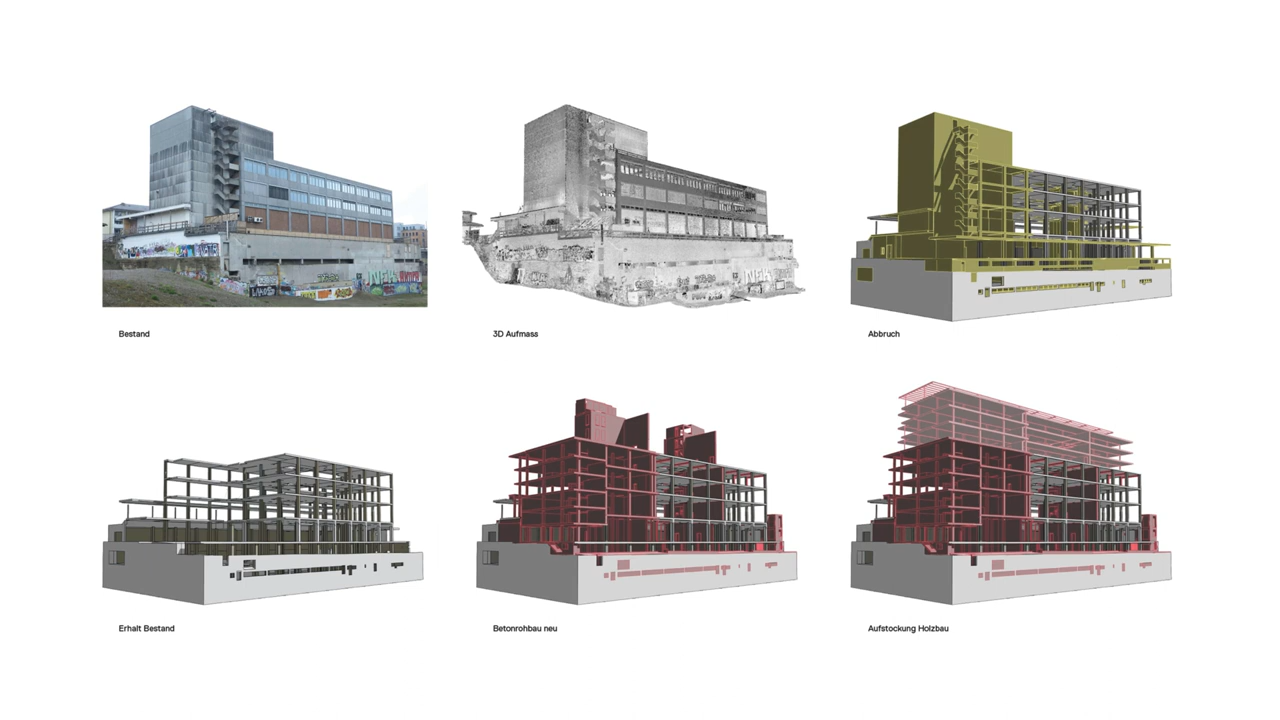 Bestand
3D Aufmass
Abbruch
Erhalt Bestand
Betonrohbau neu
Aufstockung Holzbau